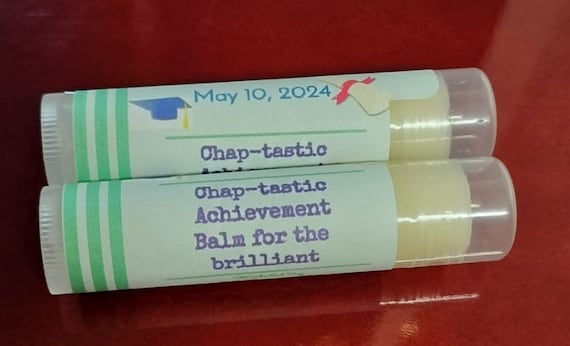 May 10, 2024
Chap-tastic
Chap-tastic
Achievement
Balm for the
brilliant